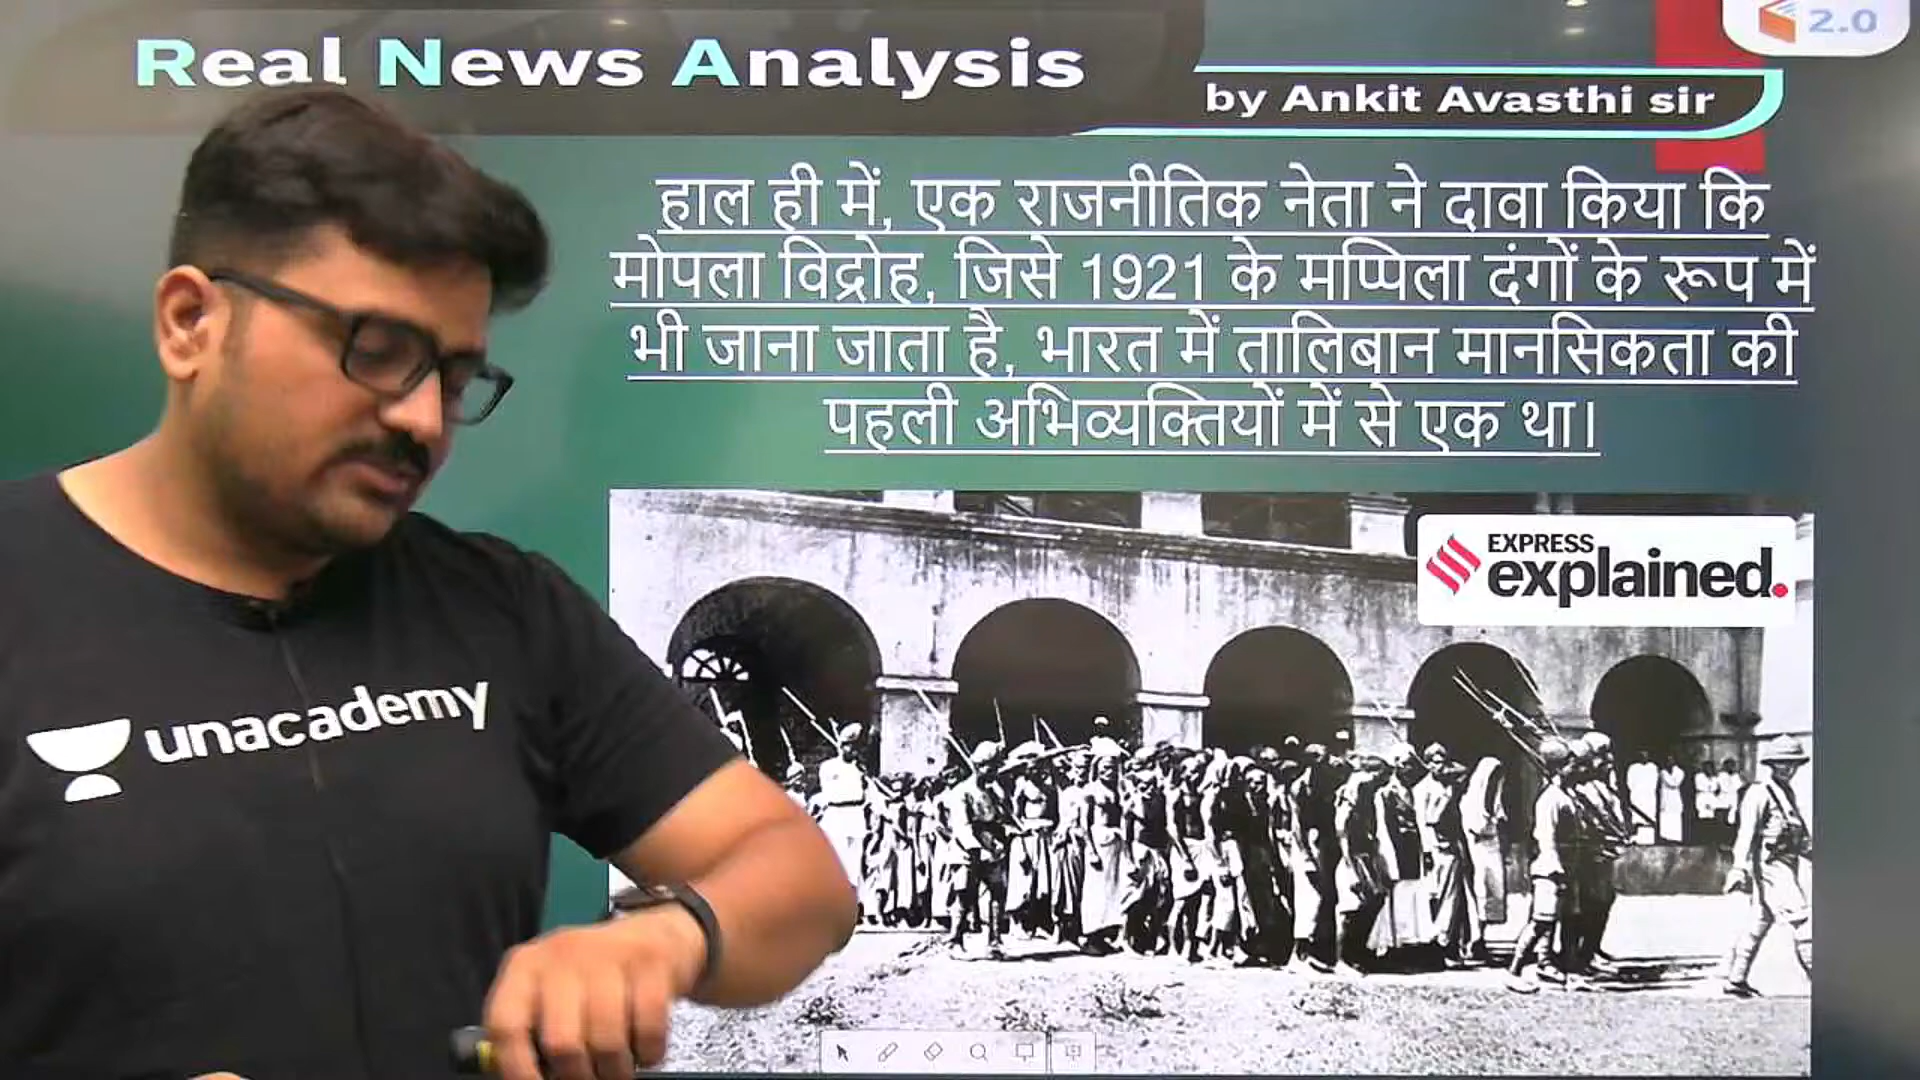 Real News Analysis
by Ankit Avasthi sir
2.0
हाल ही में, एक राजनीतिक नेता ने दावा किया कि
मोपला विद्रोह, जिसे 1921 के मप्पिला दंगों के रूप में
भी जाना जाता है, भारत में तालिबान मानसिकता की
पहली अभिव्यक्तियों में से एक था।
EXPRESS
explained.
unacademy